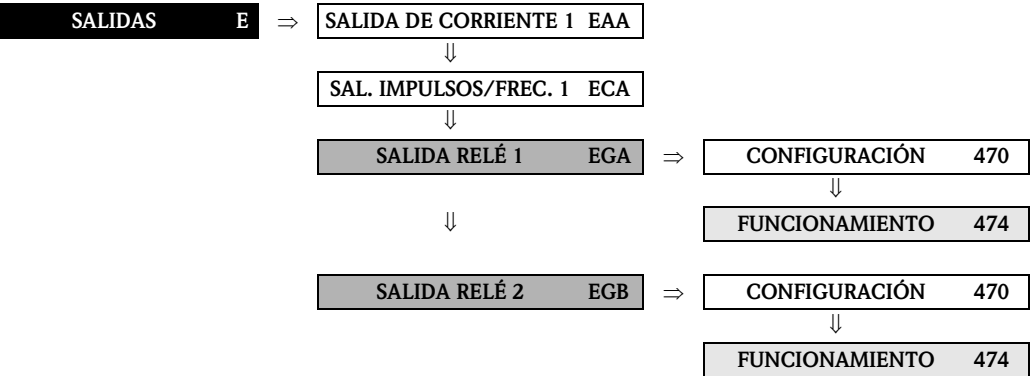 SALIDAS E ⇒ SALIDA DE CORRIENTE 1 EAA
⇓
SAL. IMPULSOS/FREC. 1 ECA
⇓
SALIDA RELÉ 1 EGA ⇒ CONFIGURACIÓN 470
⇓
⇓ FUNCIONAMIENTO 474
SALIDA RELÉ 2 EGB ⇒ CONFIGURACIÓN 470
⇓
FUNCIONAMIENTO 474